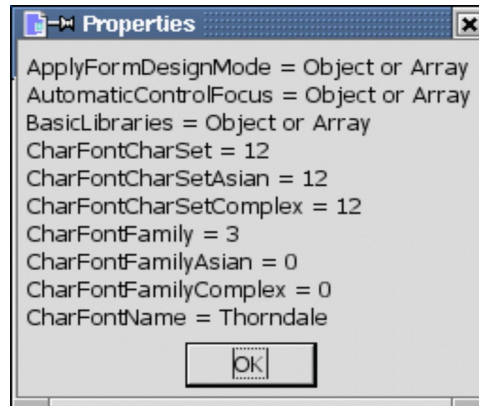 Properties
ApplyFormDesignMode = Object or Array
AutomaticControlFocus = Object or Array
BasicLibraries = Object or Array
CharFontCharSet = 12
CharFontCharSetAsian = 12
CharFontCharSetComplex = 12
CharFontFamily = 3
CharFontFamilyAsian = 0
CharFontFamilyComplex = 0
CharFontName = Thorndale
OK